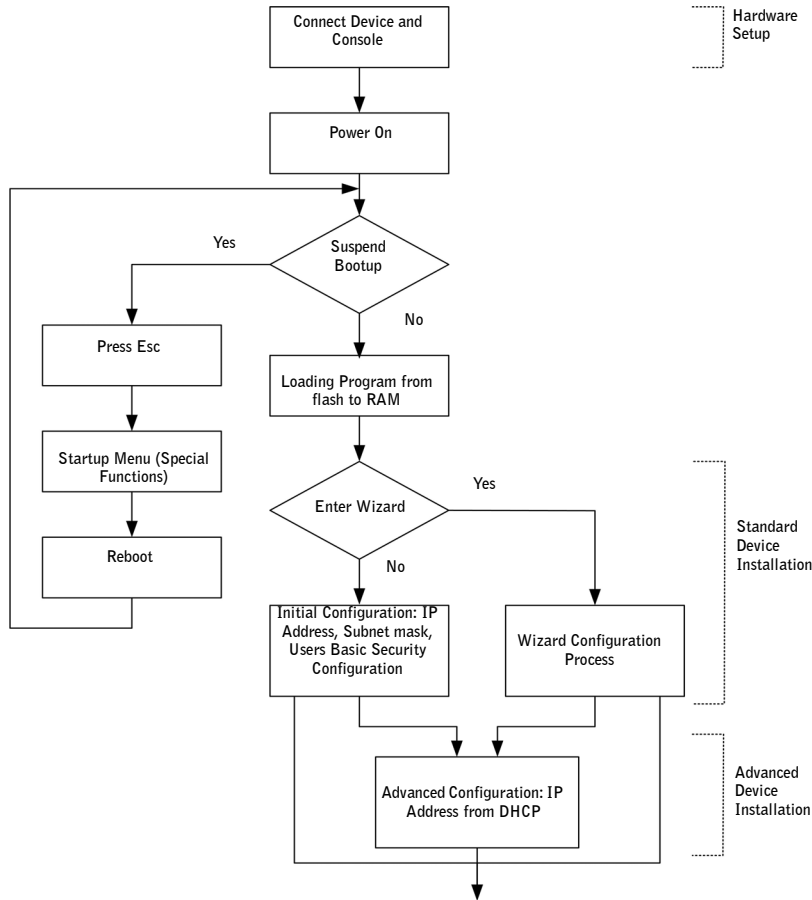 Connect Device and
Console
Hardware
Setup
Power On
Yes
Suspend
Bootup
No
Press Esc
Loading Program from
flash to RAM
Startup Menu (Special
Functions)
Enter Wizard
Yes
Standard
Device
Installation
Reboot
No
Initial Configuration: IP
Address, Subnet mask,
Users Basic Security
Configuration
Wizard Configuration
Process
Advanced Configuration: IP
Address from DHCP
Advanced
Device
Installation